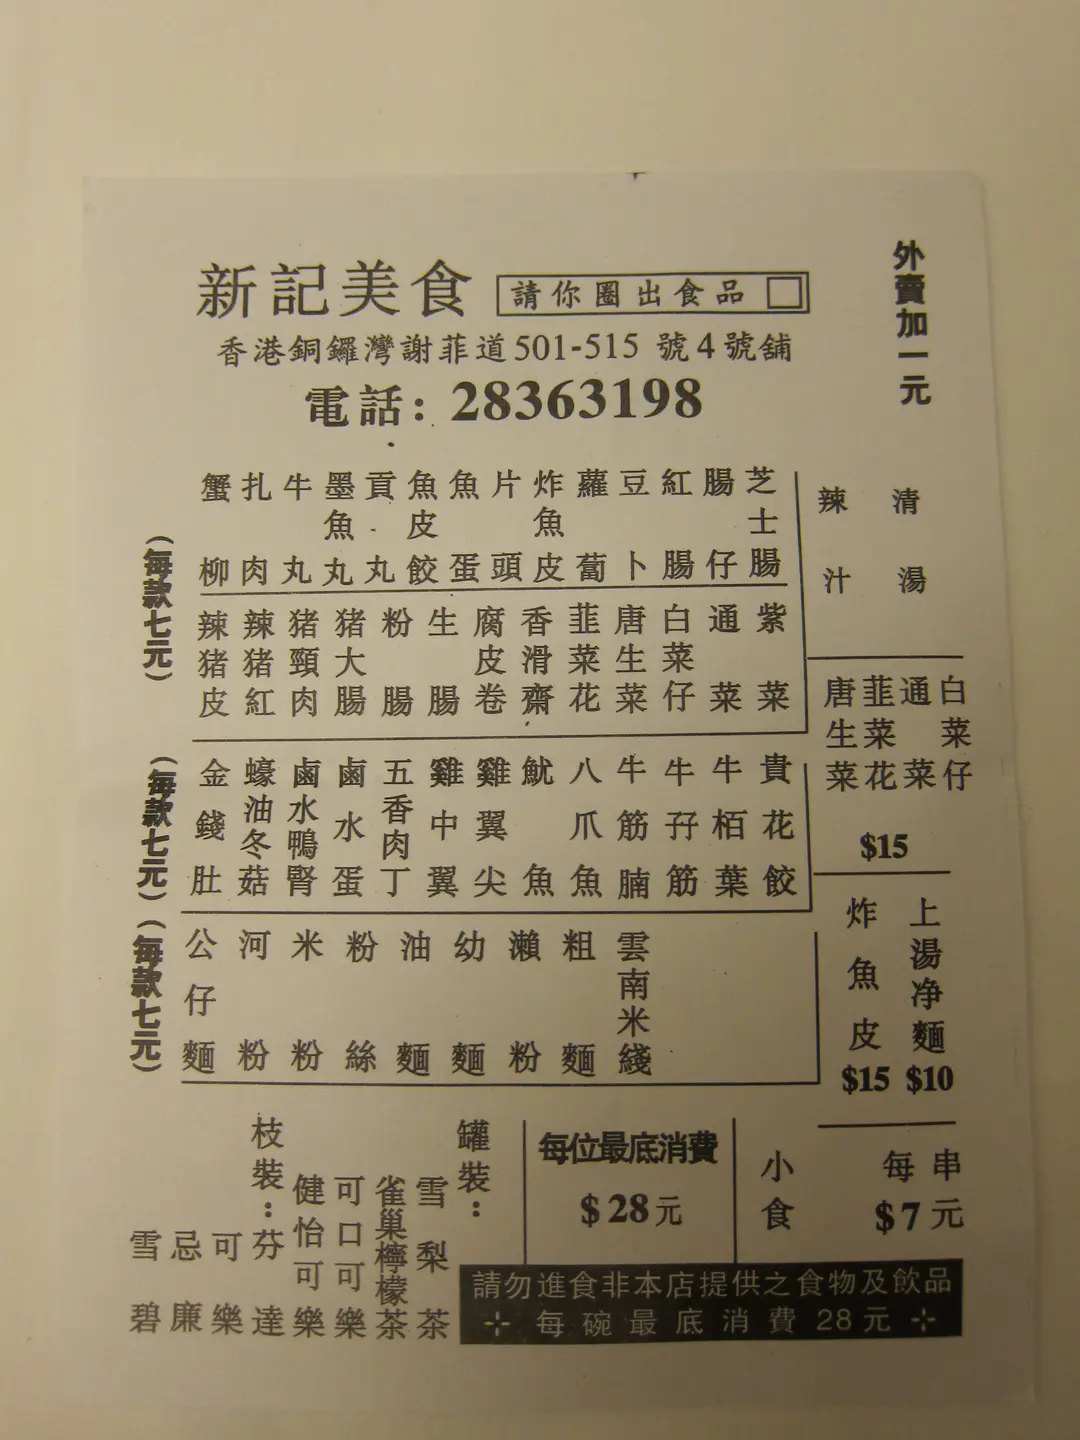 外賣加一元
新記美食
請你圈出食品
香港銅鑼灣謝菲道501-515 號4號舖
電話: 28363198
清湯
辣汁
(每款七元)
芝士腸
腸仔
紅腸
豆卜
蘿蔔
炸魚皮
片頭
魚蛋
魚皮餃
貢丸
墨魚丸
牛丸
扎肉
蟹柳
紫菜
通菜
白菜仔
唐生菜
韭菜花
香滑齋
腐皮卷
生腸
粉腸
猪大腸
猪頸肉
辣猪紅
辣猪皮
白菜仔
通菜
韭菜花
唐生菜
$15
(每款七元)
貴花餃
牛栢葉
牛孖筋
牛筋腩
八爪魚
魷魚
雞翼尖
雞中翼
五香肉丁
鹵水蛋
鹵水鴨腎
蠔油冬菇
金錢肚
上湯净麵
$10
炸魚皮
$15
(每款七元)
雲南米綫
粗麵
瀨粉
幼麵
油麵
粉絲
米粉
河粉
公仔麵
小食
每串
$7元
每位最底消費
$28元
罐裝:
雪梨茶
雀巢檸檬茶
可口可樂
健怡可樂
枝裝:
芬達
可樂
忌廉
雪碧
請勿進食非本店提供之食物及飲品
每碗最底消費28元